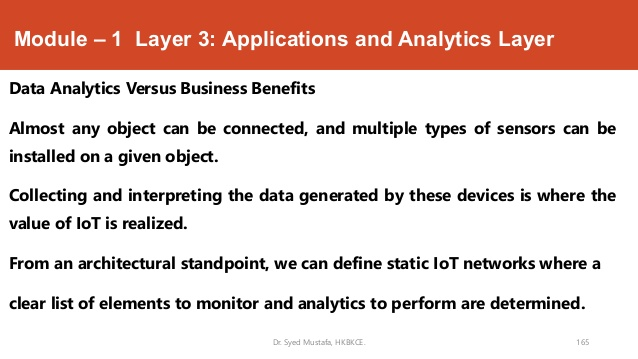 Module – 1 Layer 3: Applications and Analytics Layer
Data Analytics Versus Business Benefits
Almost any object can be connected, and multiple types of sensors can be
installed on a given object.
Collecting and interpreting the data generated by these devices is where the
value of IoT is realized.
From an architectural standpoint, we can define static IoT networks where a
clear list of elements to monitor and analytics to perform are determined.
Dr. Syed Mustafa, HKBKCE.
165